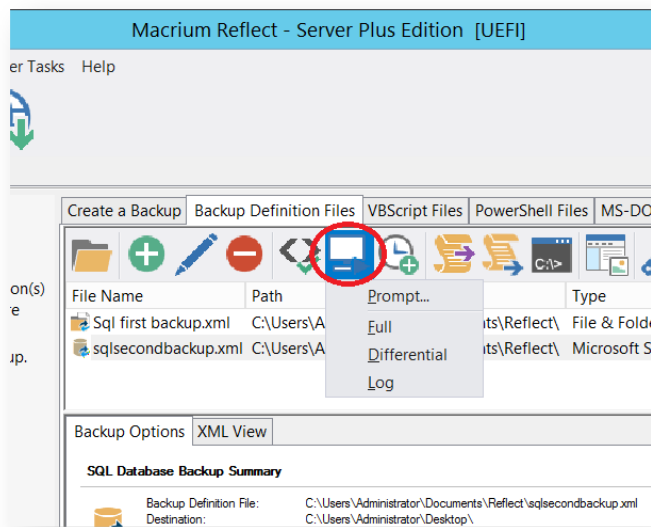 Macrium Reflect - Server Plus Edition [UEFI]
er Tasks Help
Create a Backup Backup Definition Files VBScript Files PowerShell Files MS-DO
C:\>
on(s)
e
up.
File Name Path Type
Prompt...
Sql first backup.xml C:\Users\A ts\Reflect\ File & Folde
Full
sqlsecondbackup.xml C:\Users\A ts\Reflect\ Microsoft S
Differential
Log
Backup Options XML View
SQL Database Backup Summary
Backup Definition File: C:\Users\Administrator\Documents\Reflect\sqlsecondbackup.xml
Destination: C:\Users\Administrator\Desktop\